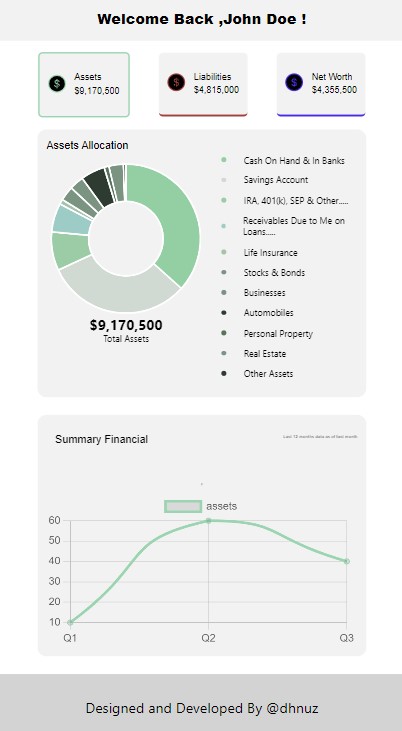 Welcome Back ,John Doe !
Assets
$9,170,500
Liabilities
$4,815,000
Net Worth
$4,355,500
Assets Allocation
Cash On Hand & In Banks
Savings Account
IRA, 401(k), SEP & Other.....
Receivables Due to Me on
Loans.....
Life Insurance
Stocks & Bonds
Businesses
Automobiles
Personal Property
Real Estate
Other Assets
$9,170,500
Total Assets
Summary Financial
Last 12 months data as of last month
assets
60
50
40
30
20
10
Q1 Q2 Q3
Designed and Developed By @dhnuz